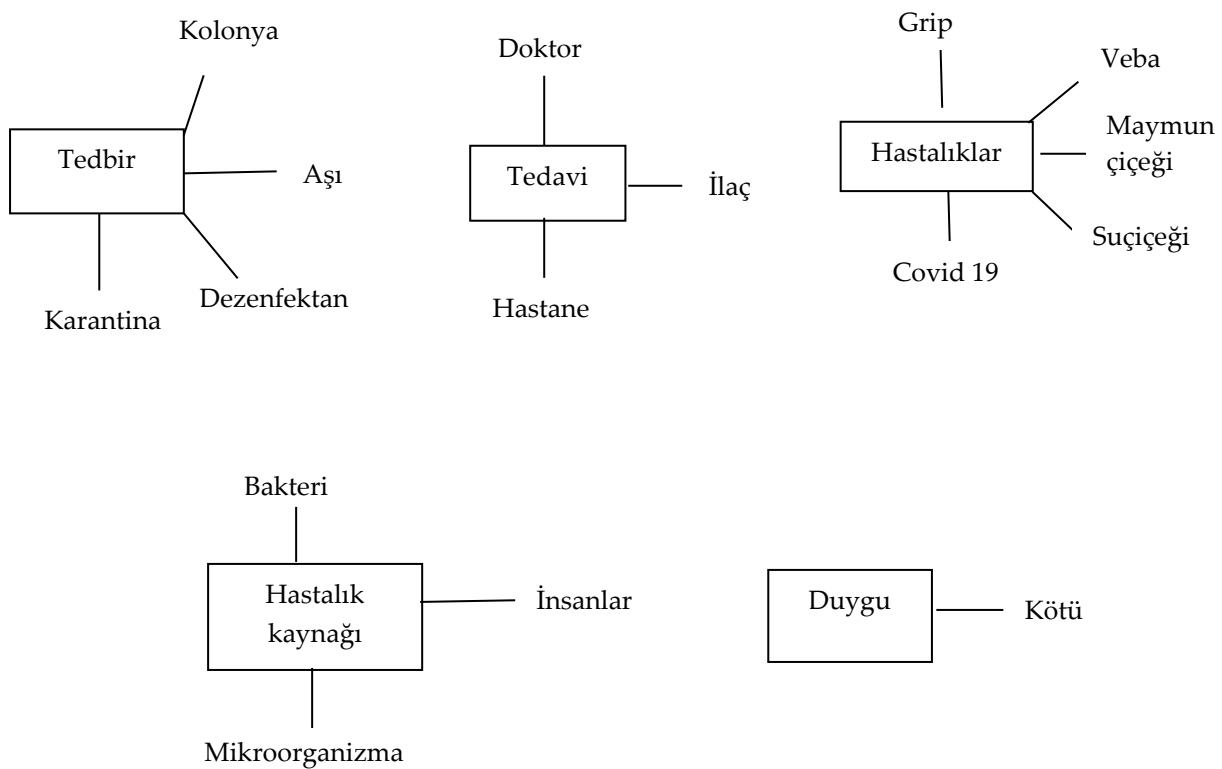 Kolonya
Tedbir
Aşı
Karantina
Dezenfektan
Doktor
Tedavi
İlaç
Hastane
Grip
Veba
Hastalıklar
Maymun
çiçeği
Suçiçeği
Covid 19
Bakteri
Hastalık
kaynağı
İnsanlar
Mikroorganizma
Duygu
Kötü